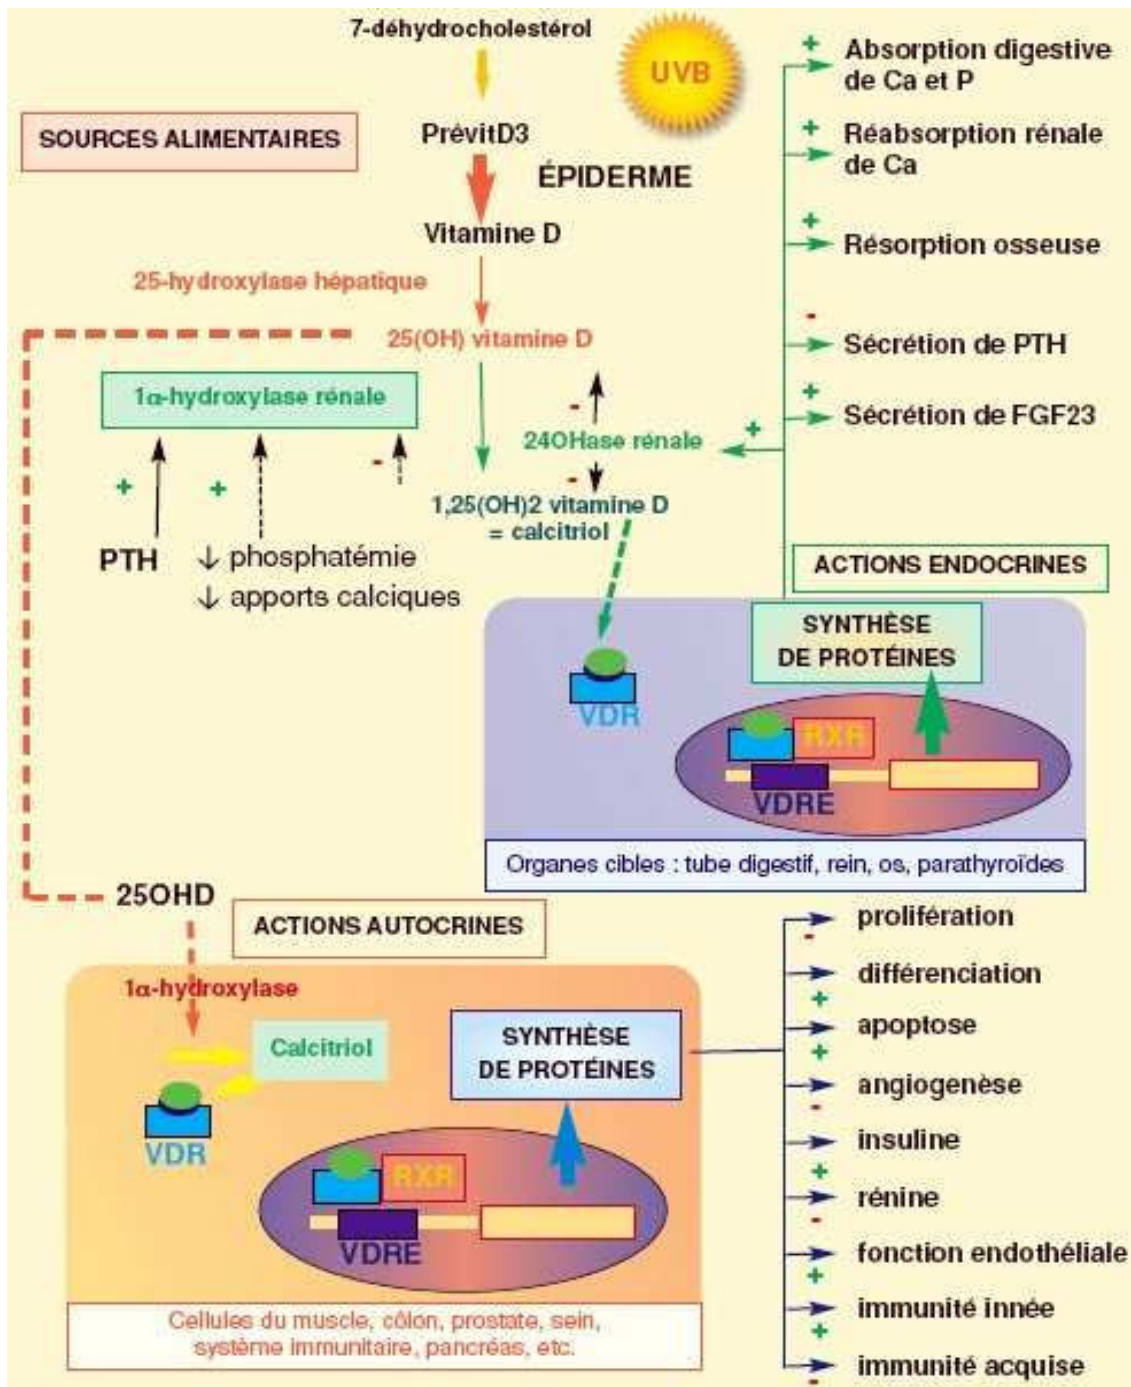 7-déhydrocholestérol
UVB
SOURCES ALIMENTAIRES
PrévitD3
ÉPIDERME
Vitamine D
25-hydroxylase hépatique
25(OH) vitamine D
1α-hydroxylase rénale
-
24OHase rénale
+
-
+
+
-
1,25(OH)2 vitamine D
= calcitriol
PTH
↓ phosphatémie
↓ apports calciques
+
Absorption digestive
de Ca et P
+
Réabsorption rénale
de Ca
+
Résorption osseuse
-
Sécrétion de PTH
+
Sécrétion de FGF23
ACTIONS ENDOCRINES
SYNTHÈSE
DE PROTÉINES
VDR
RXR
VDRE
Organes cibles : tube digestif, rein, os, parathyroïdes
25OHD
ACTIONS AUTOCRINES
1α-hydroxylase
Calcitriol
SYNTHÈSE
DE PROTÉINES
VDR
RXR
VDRE
Cellules du muscle, côlon, prostate, sein,
système immunitaire, pancréas, etc.
prolifération
-
différenciation
+
apoptose
+
angiogenèse
-
insuline
+
rénine
-
fonction endothéliale
+
immunité innée
+
immunité acquise
-